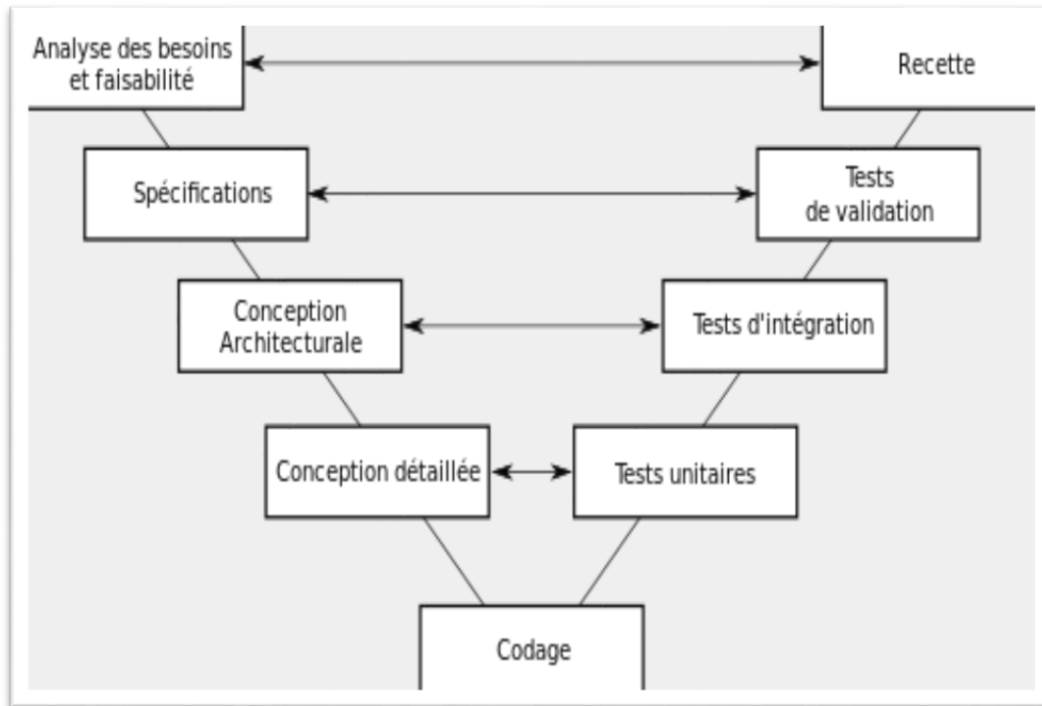 Analyse des besoins
et faisabilité
Recette
Spécifications
Tests
de validation
Conception
Architecturale
Tests d'intégration
Conception détaillée
Tests unitaires
Codage